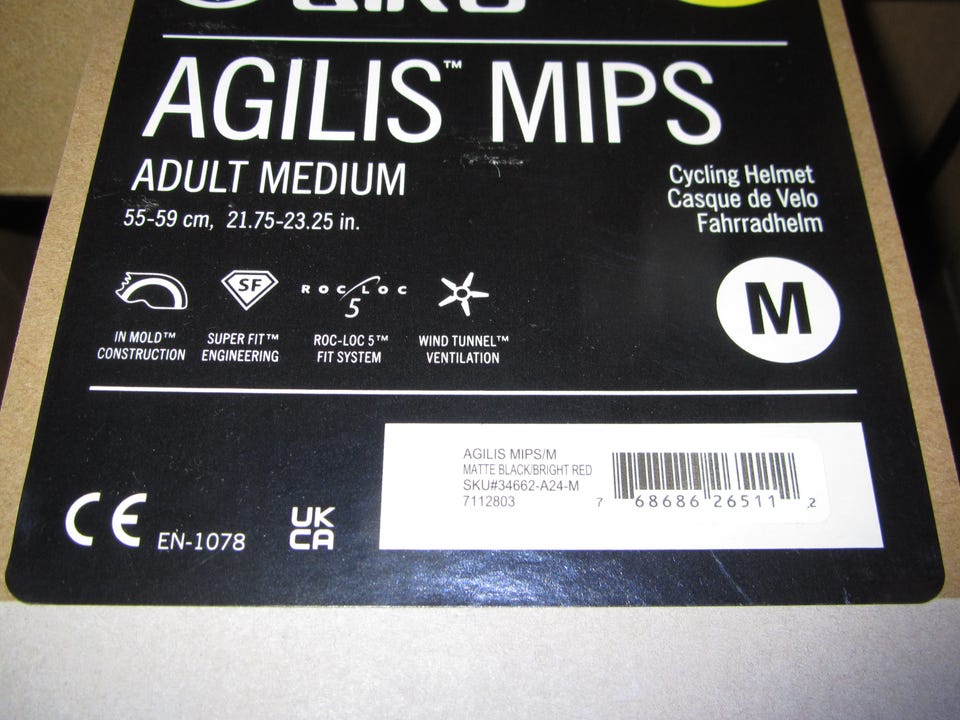 AGILIS™ MIPS
ADULT MEDIUM
55-59 cm, 21.75-23.25 in.
Cycling Helmet
Casque de Velo
Fahrradhelm
SF
ROC LOC
5
M
IN MOLD™
CONSTRUCTION
SUPER FIT™
ENGINEERING
ROC-LOC 5™
FIT SYSTEM
WIND TUNNEL™
VENTILATION
AGILIS MIPS/M
MATTE BLACK/BRIGHT RED
SKU#34662-A24-M
7112803
7 68686 26511 2
CE EN-1078
UK
CA